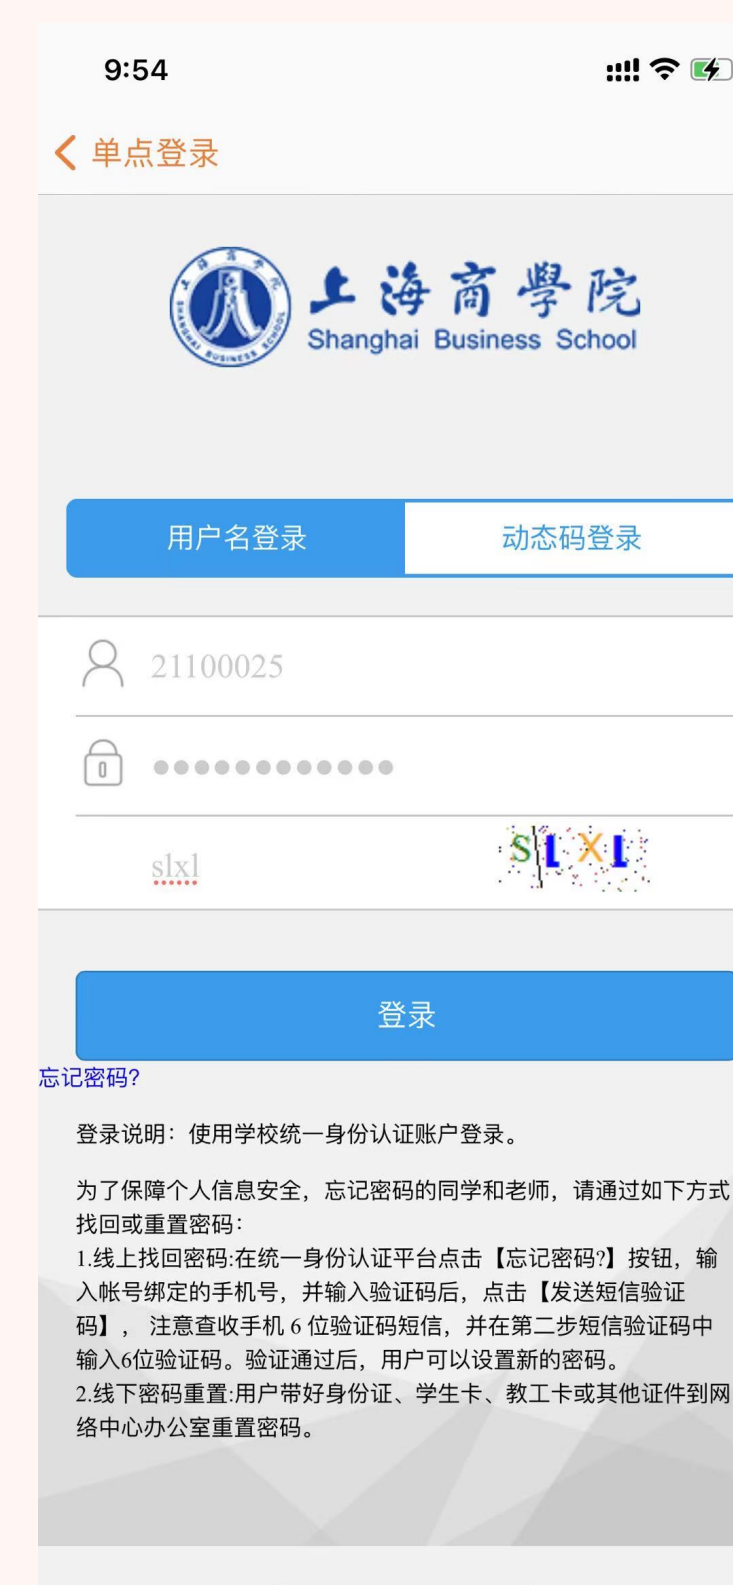 9:54
单点登录
上海商學院
Shanghai Business School
用户名登录
动态码登录
21100025
slxl
SLXL
登录
忘记密码?
登录说明：使用学校统一身份认证账户登录。
为了保障个人信息安全，忘记密码的同学和老师，请通过如下方式
找回或重置密码：
1.线上找回密码:在统一身份认证平台点击【忘记密码?】按钮，输
入帐号绑定的手机号，并输入验证码后，点击【发送短信验证
码】， 注意查收手机 6 位验证码短信，并在第二步短信验证码中
输入6位验证码。验证通过后，用户可以设置新的密码。
2.线下密码重置:用户带好身份证、学生卡、教工卡或其他证件到网
络中心办公室重置密码。